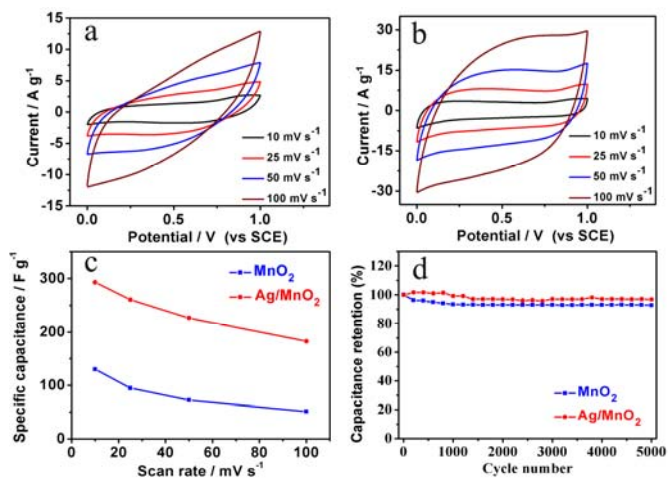 a
Current / A g⁻¹
15
10
5
0
-5
-10
-15
10 mV s⁻¹
25 mV s⁻¹
50 mV s⁻¹
100 mV s⁻¹
0.0 0.5 1.0
Potential / V (vs SCE)
b
Current / A g⁻¹
30
15
0
-15
-30
10 mV s⁻¹
25 mV s⁻¹
50 mV s⁻¹
100 mV s⁻¹
0.0 0.5 1.0
Potential / V (vs SCE)
c
Specific capacitance / F g⁻¹
300
200
100
0
MnO₂
Ag/MnO₂
0 20 40 60 80 100
Scan rate / mV s⁻¹
d
Capacitance retention (%)
140
120
100
80
60
40
20
0
MnO₂
Ag/MnO₂
0 1000 2000 3000 4000 5000
Cycle number